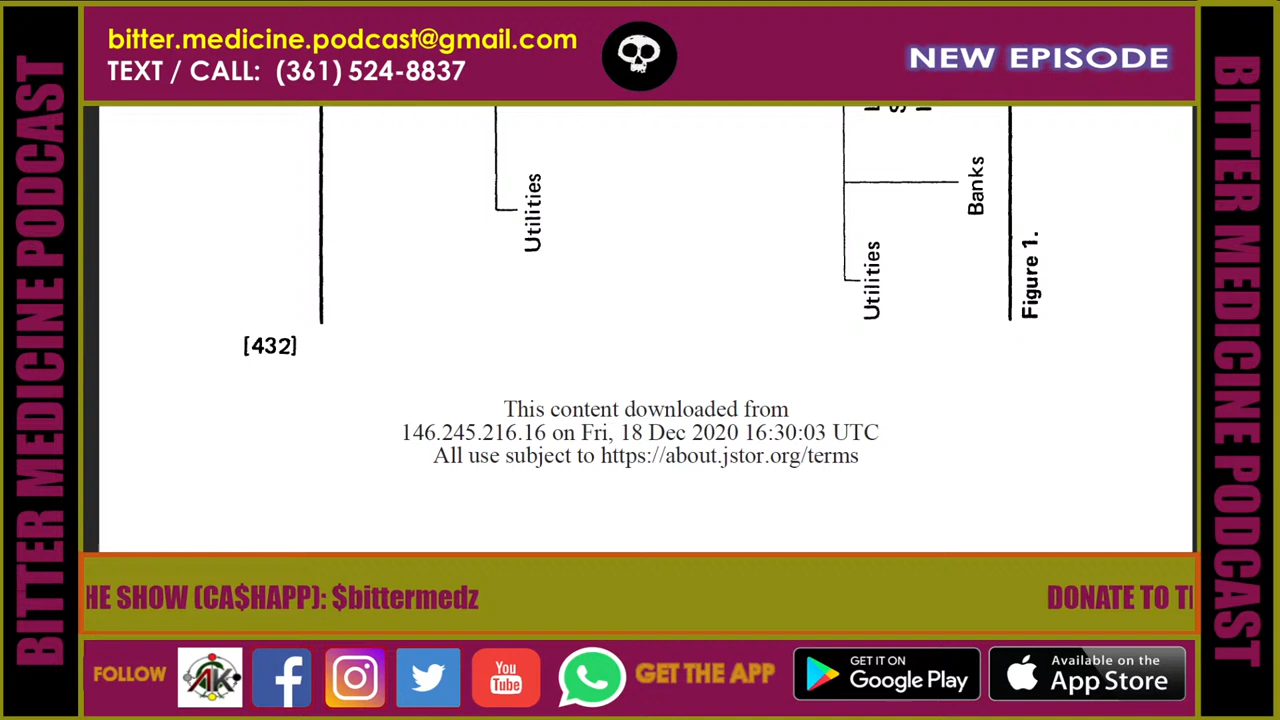 bitter.medicine.podcast@gmail.com
TEXT / CALL: (361) 524-8837
NEW EPISODE
BITTER MEDICINE PODCAST
BITTER MEDICINE PODCAST
Utilities
Utilities
Banks
Figure 1.
[432]
This content downloaded from
146.245.216.16 on Fri, 18 Dec 2020 16:30:03 UTC
All use subject to https://about.jstor.org/terms
HE SHOW (CA$HAPP): $bittermedz
DONATE TO T
FOLLOW
You
Tube
GET THE APP
GET IT ON
Google Play
Available on the
App Store